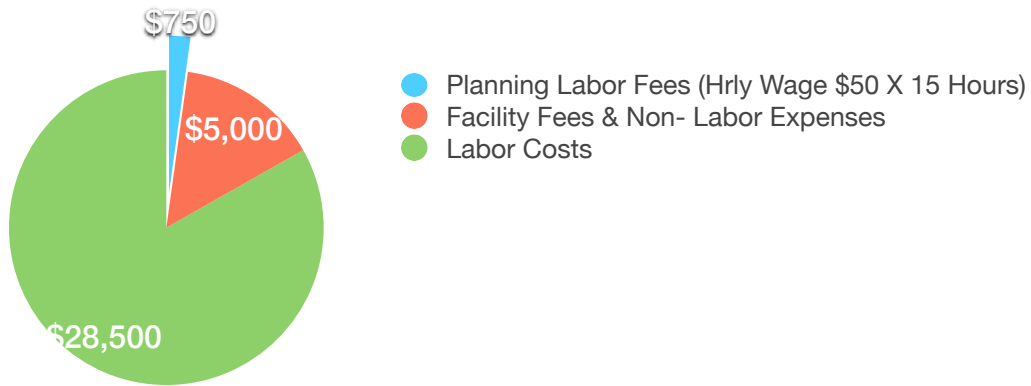 $750
$5,000
$28,500
Planning Labor Fees (Hrly Wage $50 X 15 Hours)
Facility Fees & Non- Labor Expenses
Labor Costs